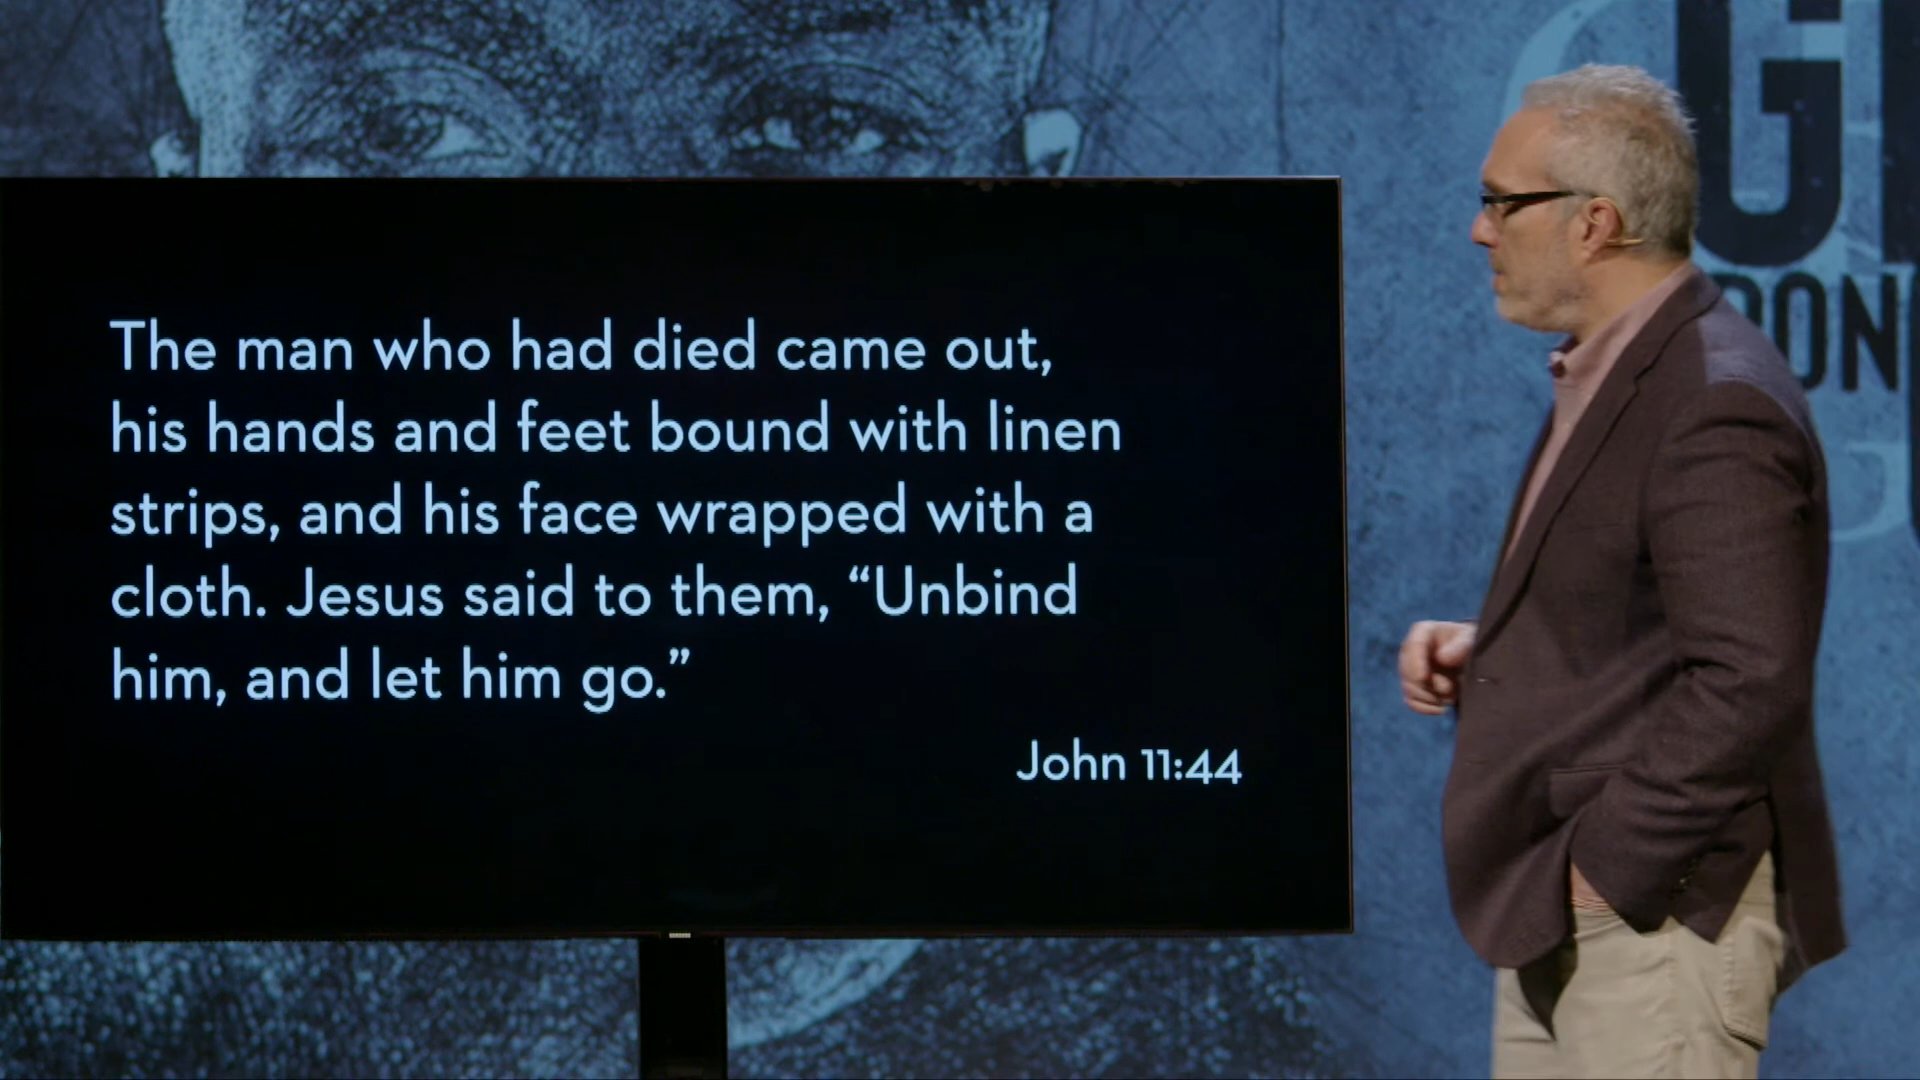 The man who had died came out,
his hands and feet bound with linen
strips, and his face wrapped with a
cloth. Jesus said to them, “Unbind
him, and let him go.”
John 11:44